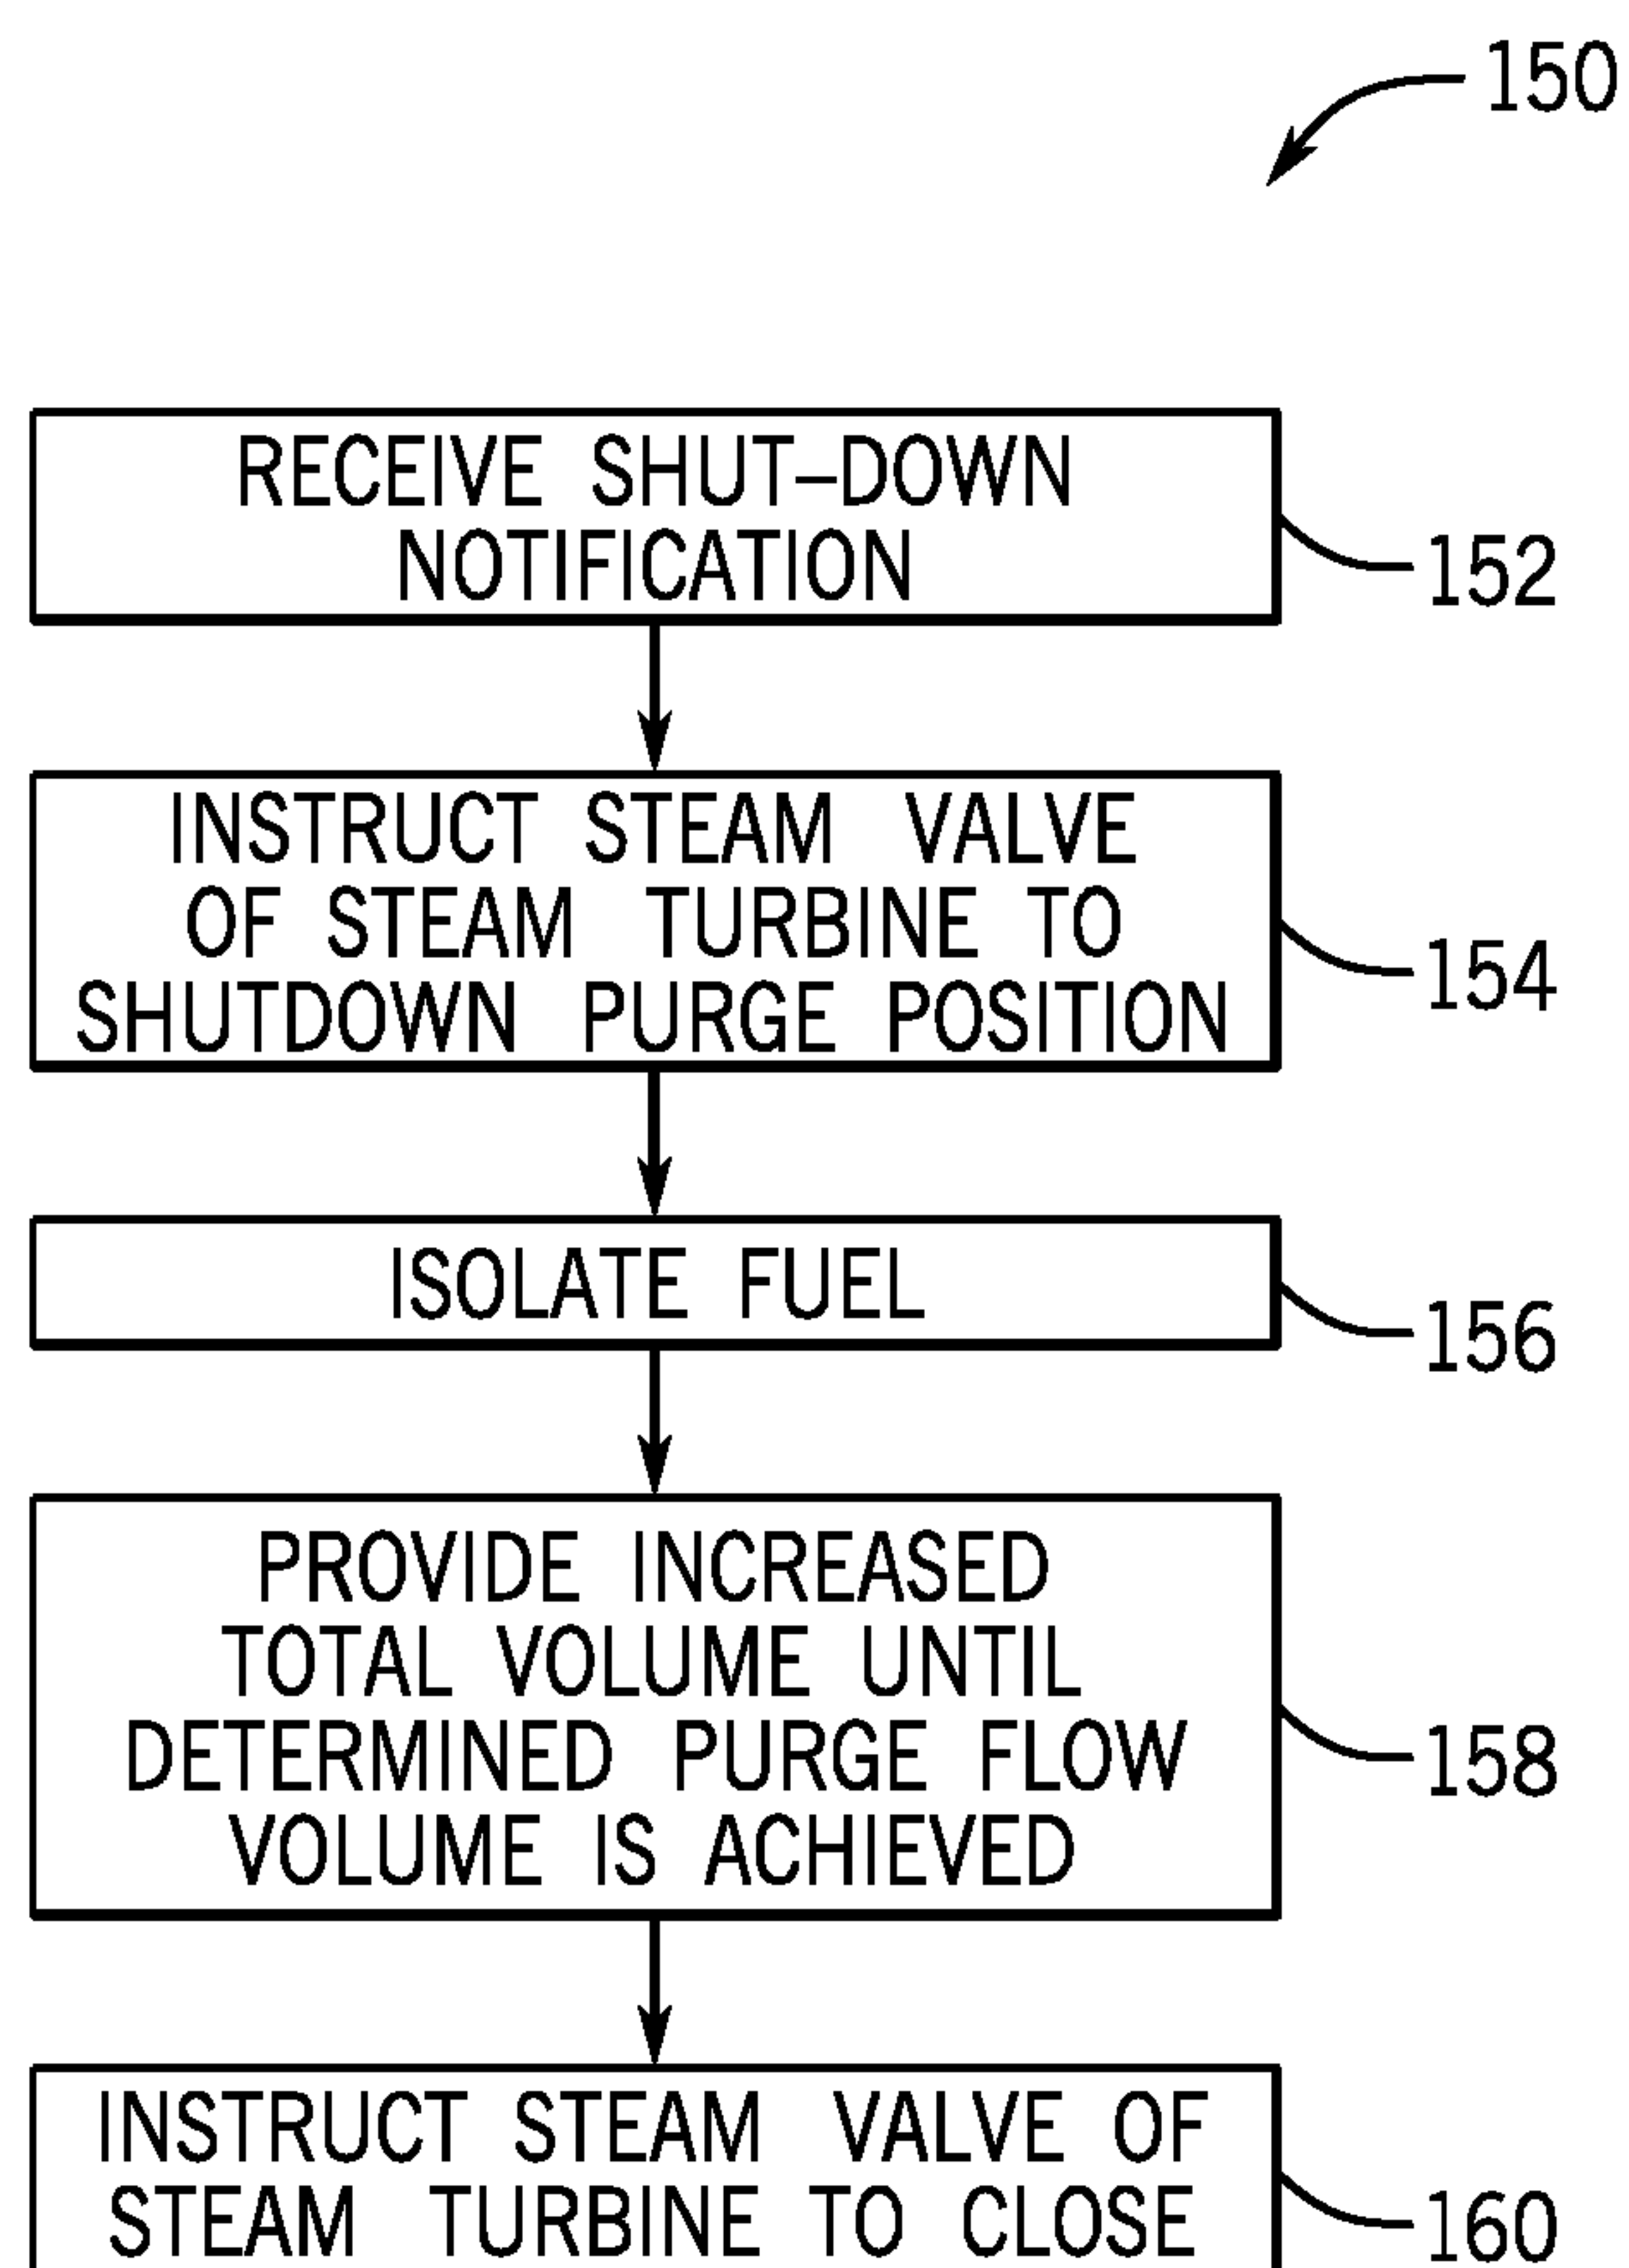 150
RECEIVE SHUT-DOWN
NOTIFICATION
152
INSTRUCT STEAM VALVE
OF STEAM TURBINE TO
SHUTDOWN PURGE POSITION
154
ISOLATE FUEL
156
PROVIDE INCREASED
TOTAL VOLUME UNTIL
DETERMINED PURGE FLOW
VOLUME IS ACHIEVED
158
INSTRUCT STEAM VALVE OF
STEAM TURBINE TO CLOSE
160